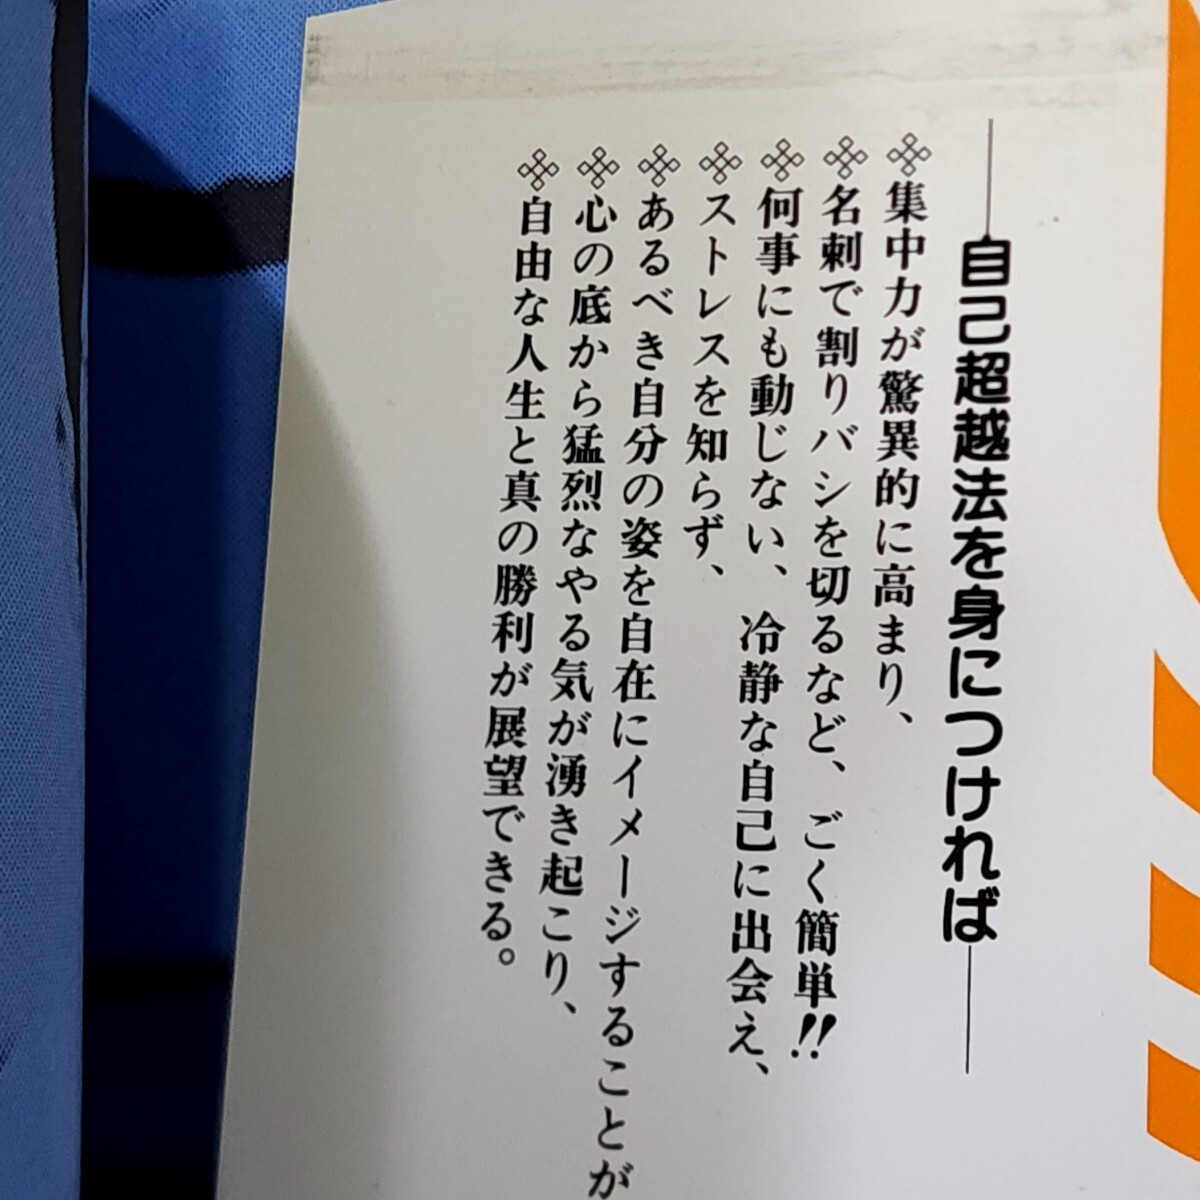 自己超越法を身につければ
集中力が驚異的に高まり、
名刺で割りバシを切るなど、ごく簡単!!
何事にも動じない、冷静な自己に出会え、
ストレスを知らず、
あるべき自分の姿を自在にイメージすることが
心の底から猛烈なやる気が湧き起こり、
自由な人生と真の勝利が展望できる。